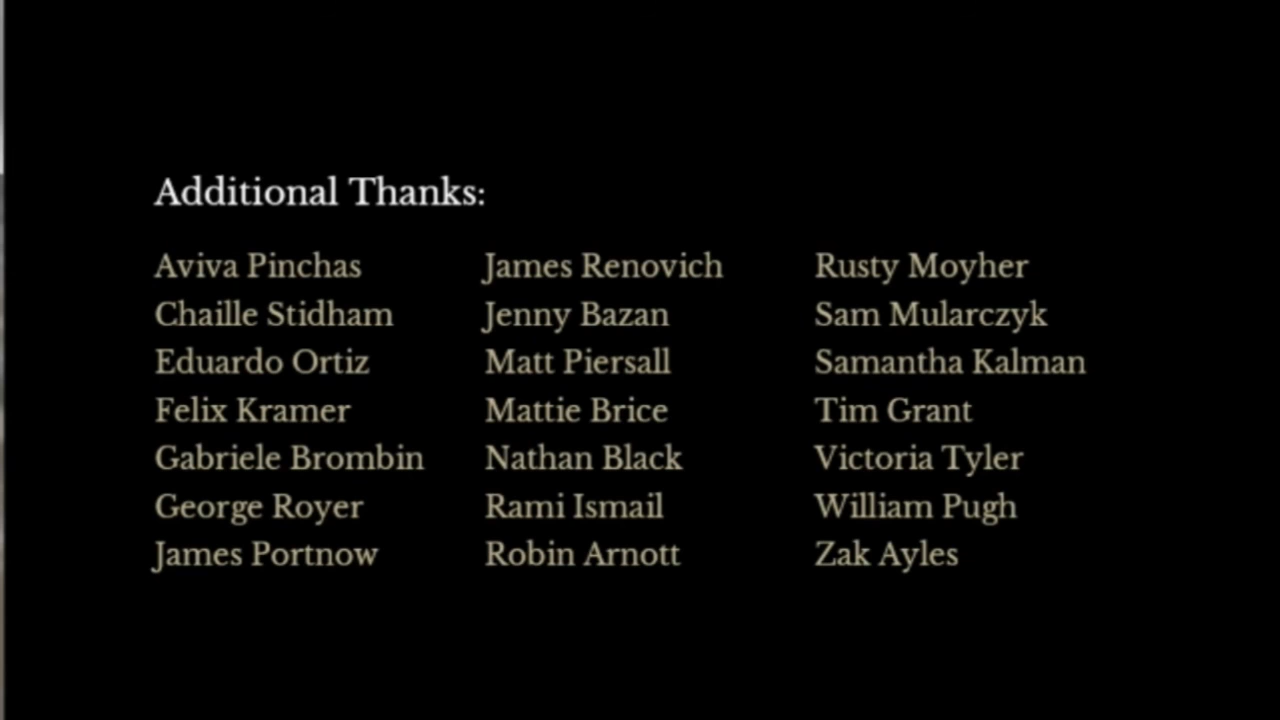 Additional Thanks:
Aviva Pinchas
Chaille Stidham
Eduardo Ortiz
Felix Kramer
Gabriele Brombin
George Royer
James Portnow
James Renovich
Jenny Bazan
Matt Piersall
Mattie Brice
Nathan Black
Rami Ismail
Robin Arnott
Rusty Moyher
Sam Mularczyk
Samantha Kalman
Tim Grant
Victoria Tyler
William Pugh
Zak Ayles